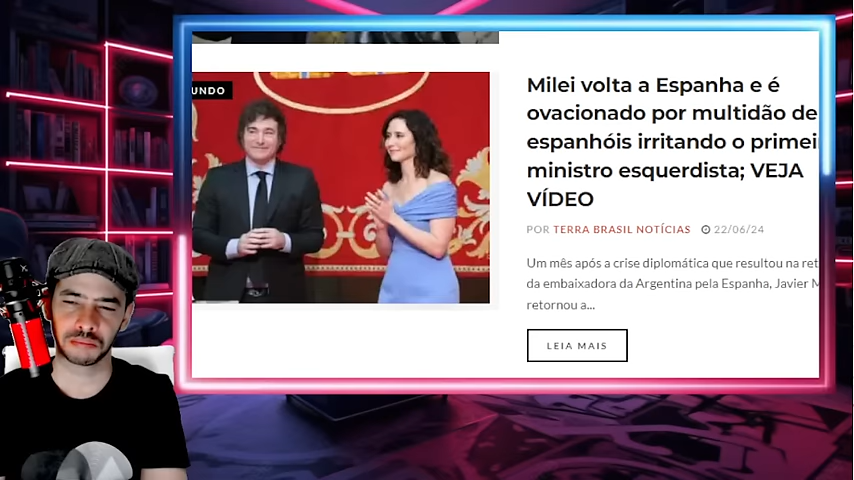 UNDO
Milei volta a Espanha e é
ovacionado por multidão de
espanhóis irritando o primei
ministro esquerdista; VEJA
VÍDEO
POR TERRA BRASIL NOTÍCIAS 22/06/24
Um mês após a crise diplomática que resultou na ret
da embaixadora da Argentina pela Espanha, Javier M
retornou a...
LEIA MAIS